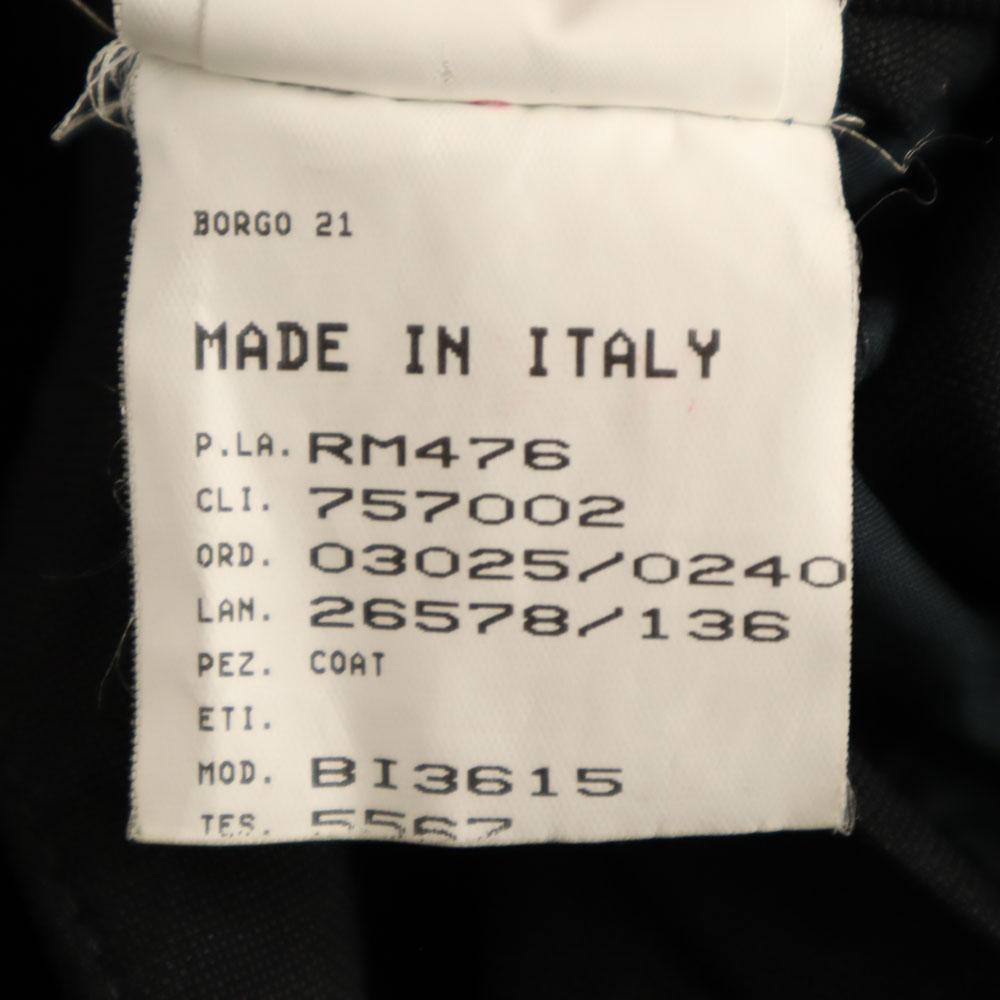 BORGO 21
MADE IN ITALY
P.LA. RM476
CLI. 757002
ORD. 03025/0240
LAN. 26578/136
PEZ. COAT
ETI.
MOD. BI3615
TES.